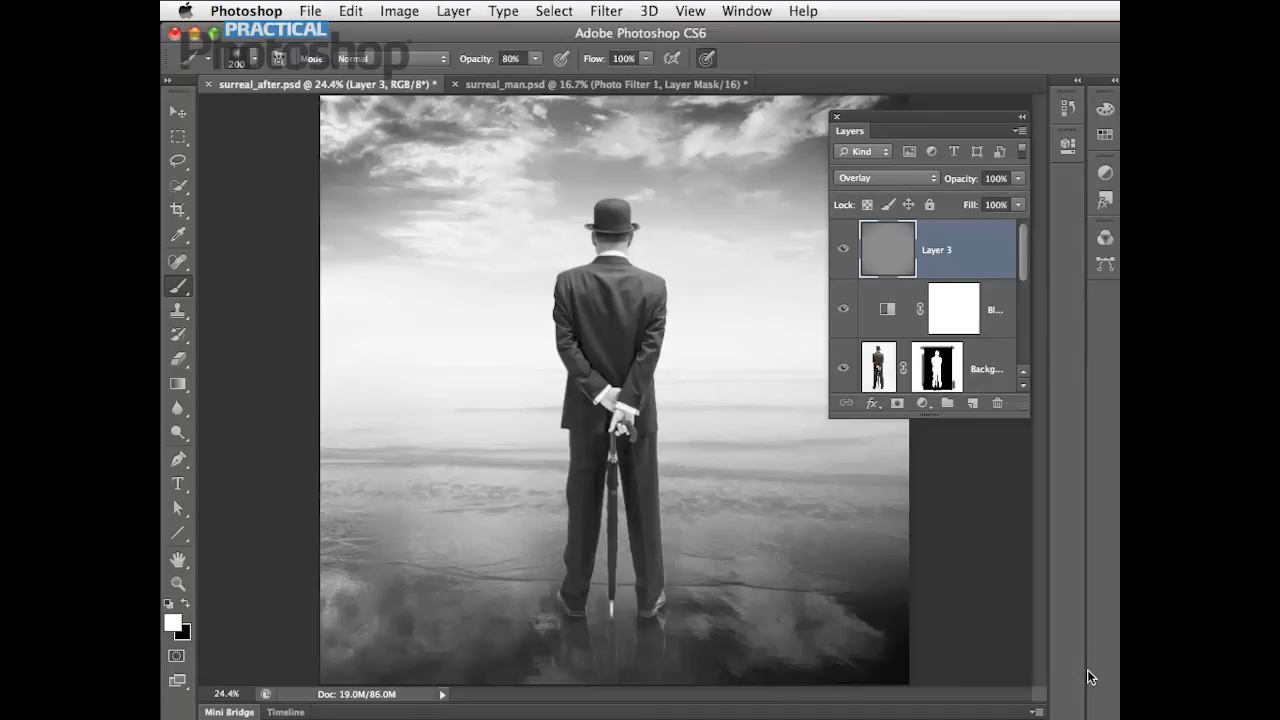 Photoshop File Edit Image Layer Type Select Filter 3D View Window Help
PRACTICAL
Photoshop
Adobe Photoshop CS6
200 Mode: Normal Opacity: 80% Flow: 100%
surreal_after.psd @ 24.4% (Layer 3, RGB/8*) * surreal_man.psd @ 16.7% (Photo Filter 1, Layer Mask/16) *
Layers
Kind
Overlay Opacity: 100%
Lock: Fill: 100%
Layer 3
Bl...
Backg...
fx
24.4% Doc: 19.0M/86.0M
Mini Bridge Timeline